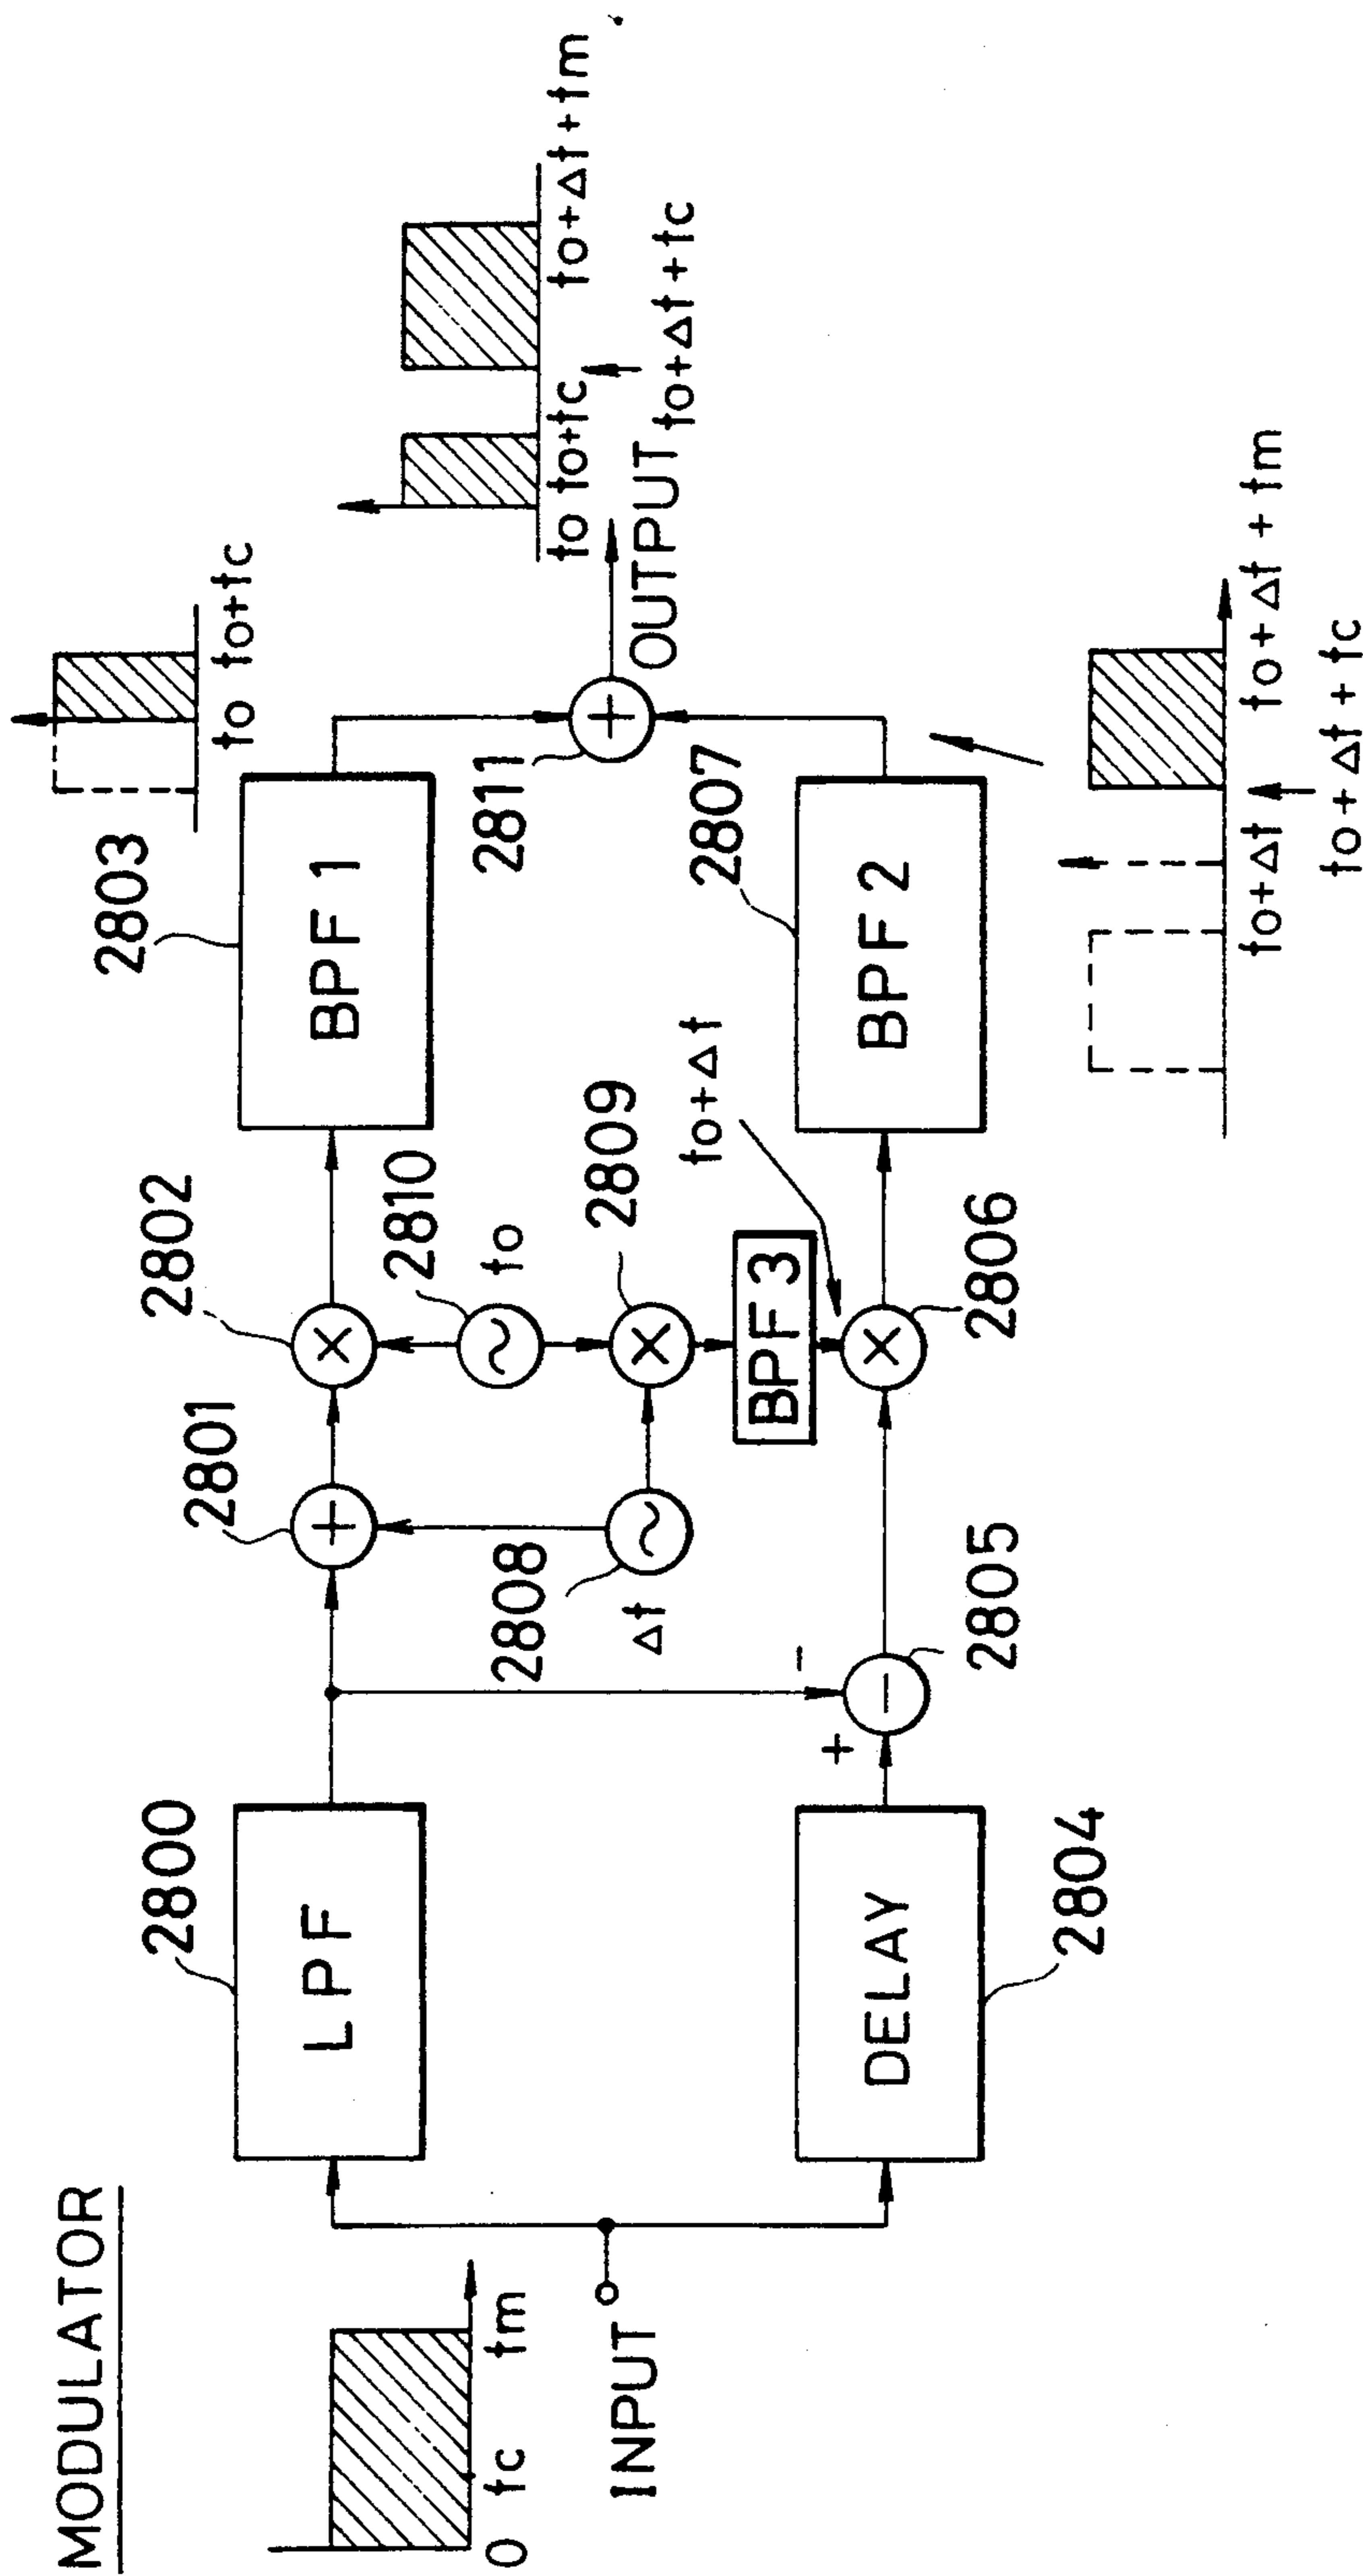 MODULATOR
0 fc fm
INPUT
LPF
2800
DELAY
2804
2801
2802
2805
+
-
2808
Δf
2810
fo
2809
BPF 3
fo+Δf
2806
BPF 1
2803
BPF 2
2807
2811
OUTPUT
fo fo+fc
fo fo+fc
fo+Δf+fm
fo+Δf+fc
fo+Δf
fo+Δf+fm
fo+Δf+fc